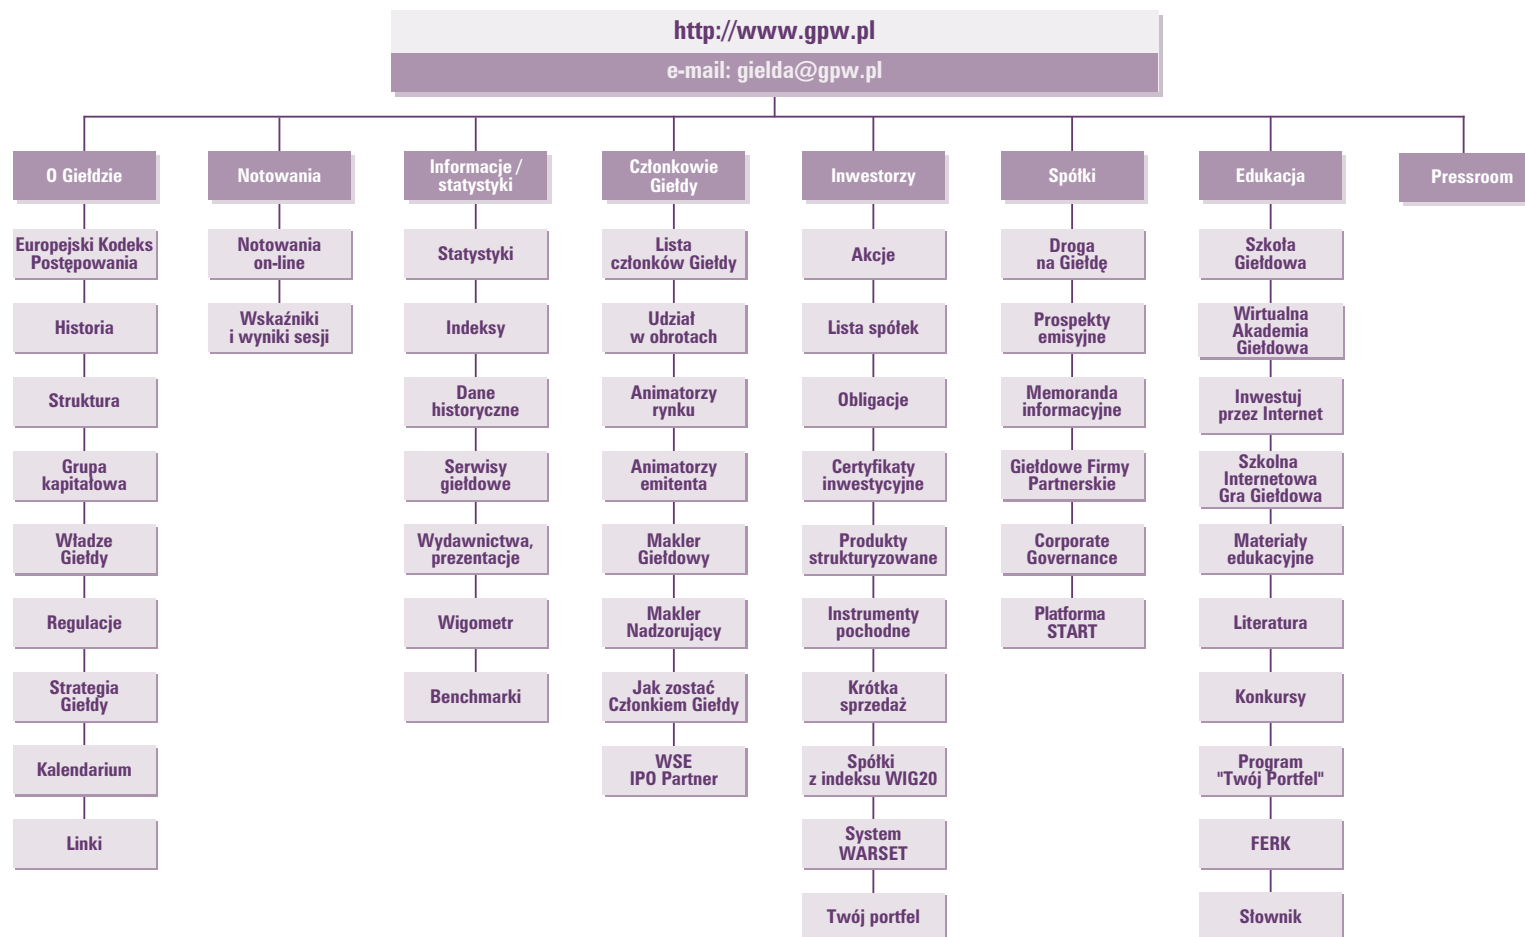 http://www.gpw.pl
e-mail: gielda@gpw.pl
O Giełdzie
Europejski Kodeks
Postępowania
Historia
Struktura
Grupa
kapitałowa
Władze
Giełdy
Regulacje
Strategia
Giełdy
Kalendarium
Linki
Notowania
Notowania
on-line
Wskaźniki
i wyniki sesji
Informacje /
statystyki
Statystyki
Indeksy
Dane
historyczne
Serwisy
giełdowe
Wydawnictwa,
prezentacje
Wigometr
Benchmarki
Członkowie
Giełdy
Lista
członków Giełdy
Udział
w obrotach
Animatorzy
rynku
Animatorzy
emitenta
Makler
Giełdowy
Makler
Nadzorujący
Jak zostać
Członkiem Giełdy
WSE
IPO Partner
Inwestorzy
Akcje
Lista spółek
Obligacje
Certyfikaty
inwestycyjne
Produkty
strukturyzowane
Instrumenty
pochodne
Krótka
sprzedaż
Spółki
z indeksu WIG20
System
WARSET
Twój portfel
Spółki
Droga
na Giełdę
Prospekty
emisyjne
Memoranda
informacyjne
Giełdowe Firmy
Partnerskie
Corporate
Governance
Platforma
START
Edukacja
Szkoła
Giełdowa
Wirtualna
Akademia
Giełdowa
Inwestuj
przez Internet
Szkolna
Internetowa
Gra Giełdowa
Materiały
edukacyjne
Literatura
Konkursy
Program
"Twój Portfel"
FERK
Słownik
Pressroom